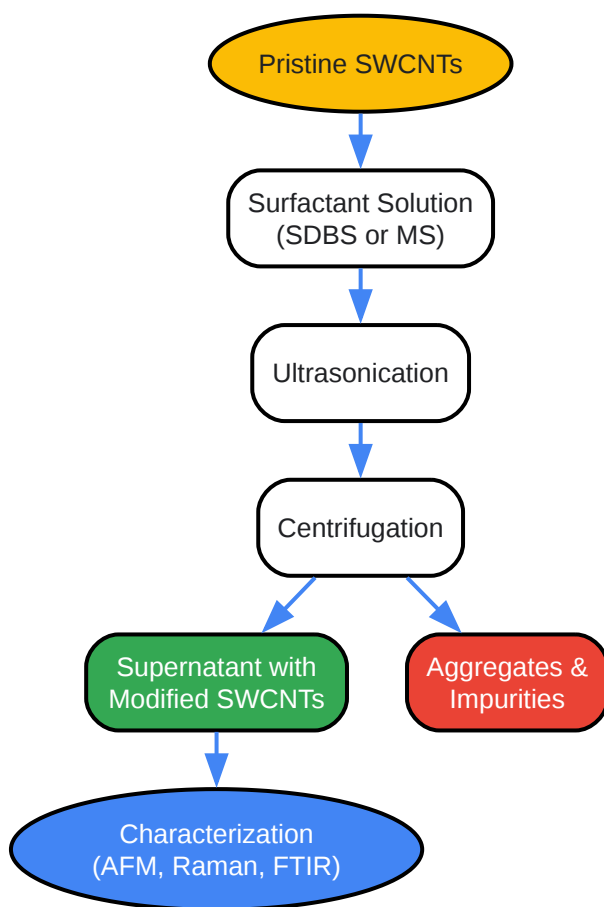 Pristine SWCNTs
Surfactant Solution
(SDBS or MS)
Ultrasonication
Centrifugation
Supernatant with
Modified SWCNTs
Aggregates &
Impurities
Characterization
(AFM, Raman, FTIR)